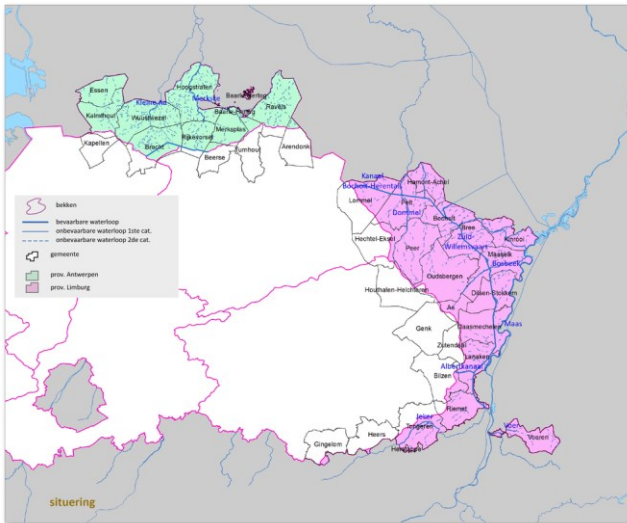 Essen
Hoogstraten
Kleine Aa
Merkske
Baarle-Hertog
Baarle-Hertog
Ravels
Kalmthout
Wuustwezel
Merksplas
Rijkevorsel
Brecht
Kapellen
Beerse
Turnhout
Arendonk
Kanaal
Bocholt-Herentals
Hamont-Achel
Lommel
Pelt
Dommel
Bocholt
Bree
Zuid-
Willemsvaart
Kinrooi
Hechtel-Eksel
Peer
Maaseik
Bosbeek
Oudsbergen
Houthalen-Helchteren
Dilsen-Stokkem
As
Genk
Maas
Maasmechelen
Zutendaal
Lanaken
Albertkanaal
Bilzen
Riemst
Jeker
Tongeren
Heers
Gingelom
Herstappe
Voer
Voeren
bekken
bevaarbare waterloop
onbevaarbare waterloop 1ste cat.
onbevaarbare waterloop 2de cat.
gemeente
prov. Antwerpen
prov. Limburg
situering